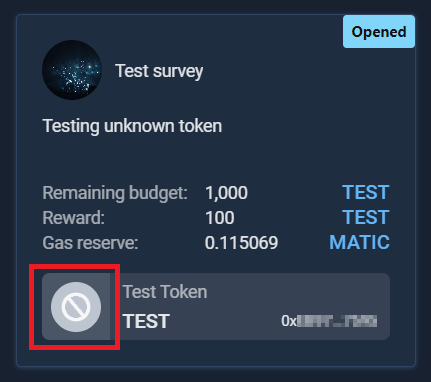 Opened
Test survey
Testing unknown token
Remaining budget: 1,000 TEST
Reward: 100 TEST
Gas reserve: 0.115069 MATIC
Test Token
TEST 0x